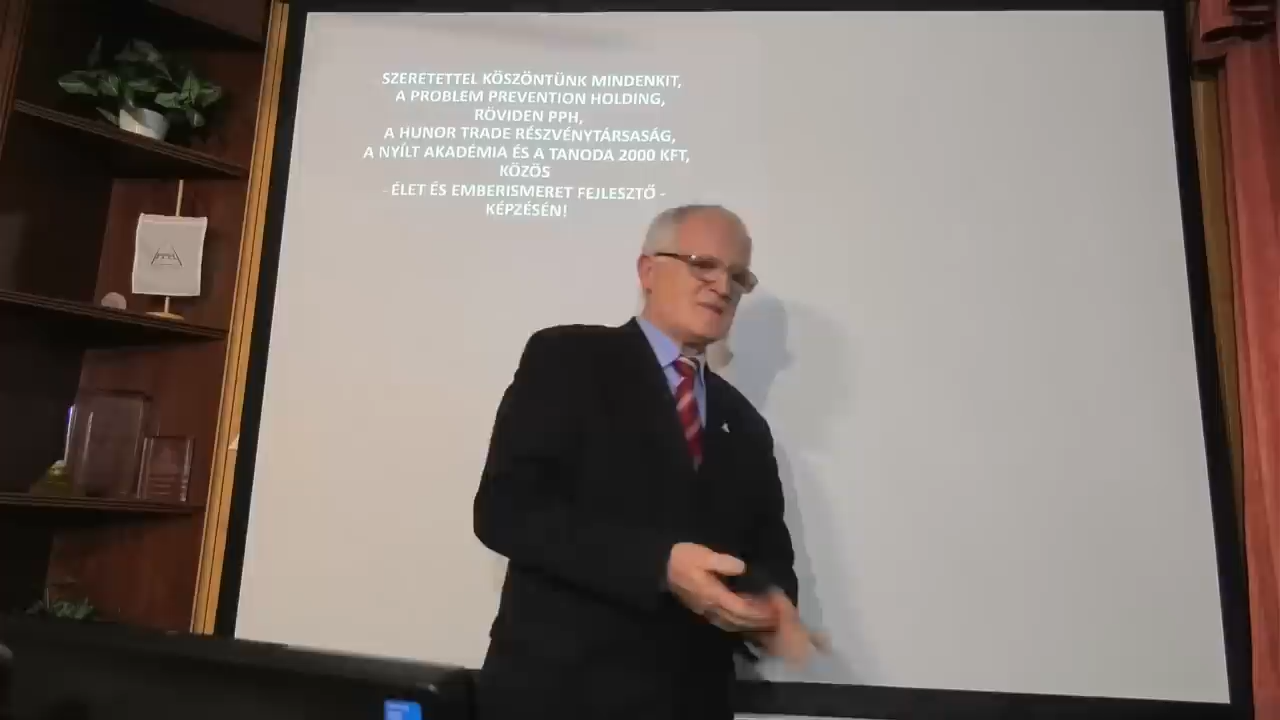 SZERETETTEL KÖSZÖNTÜNK MINDENKIT,
A PROBLEM PREVENTION HOLDING,
RÖVIDEN PPH,
A HUNOR TRADE RÉSZVÉNYTÁRSASÁG,
A NYÍLT AKADÉMIA ÉS A TANODA 2000 KFT,
KÖZÖS
- ÉLET ÉS EMBERISMERET FEJLESZTŐ -
KÉPZÉSÉN!